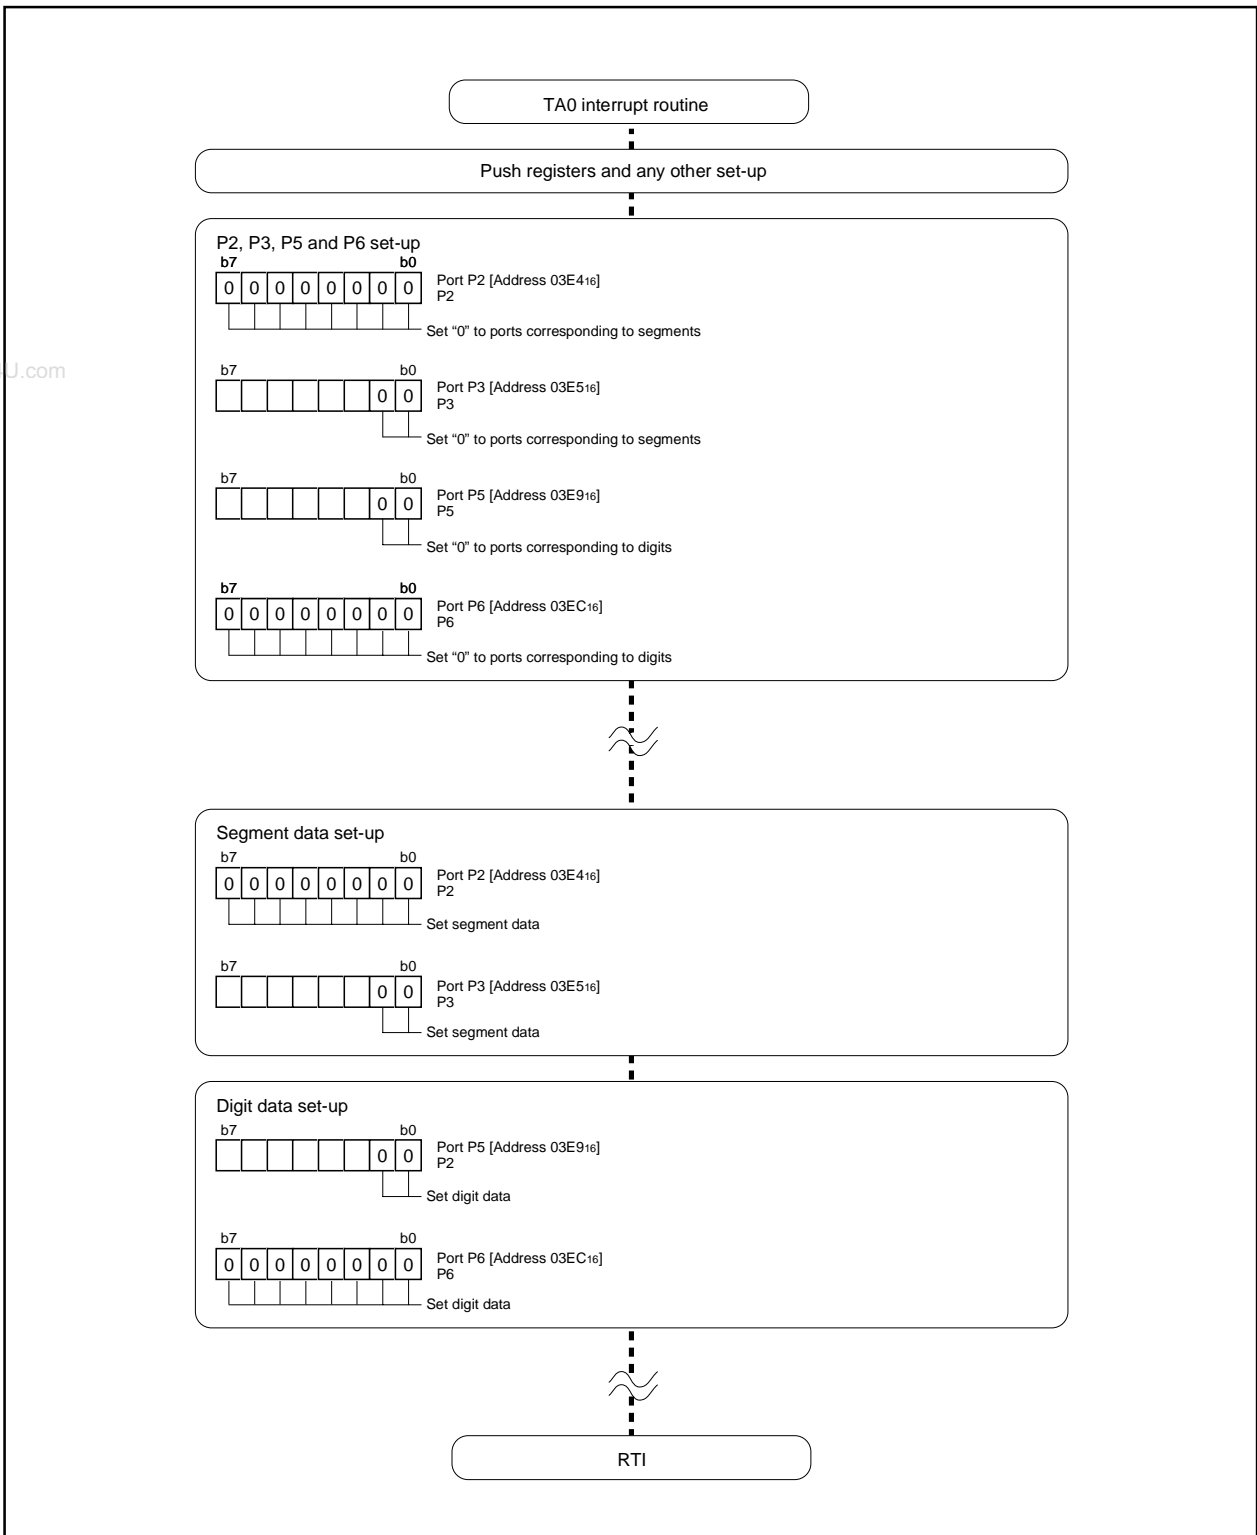 TA0 interrupt routine
Push registers and any other set-up
P2, P3, P5 and P6 set-up
b7 b0
0 0 0 0 0 0 0 0
Port P2 [Address 03E416]
P2
Set “0” to ports corresponding to segments
U.com
b7 b0
0 0
Port P3 [Address 03E516]
P3
Set “0” to ports corresponding to segments
b7 b0
0 0
Port P5 [Address 03E916]
P5
Set “0” to ports corresponding to digits
b7 b0
0 0 0 0 0 0 0 0
Port P6 [Address 03EC16]
P6
Set “0” to ports corresponding to digits
Segment data set-up
b7 b0
0 0 0 0 0 0 0 0
Port P2 [Address 03E416]
P2
Set segment data
b7 b0
0 0
Port P3 [Address 03E516]
P3
Set segment data
Digit data set-up
b7 b0
0 0
Port P5 [Address 03E916]
P2
Set digit data
b7 b0
0 0 0 0 0 0 0 0
Port P6 [Address 03EC16]
P6
Set digit data
RTI